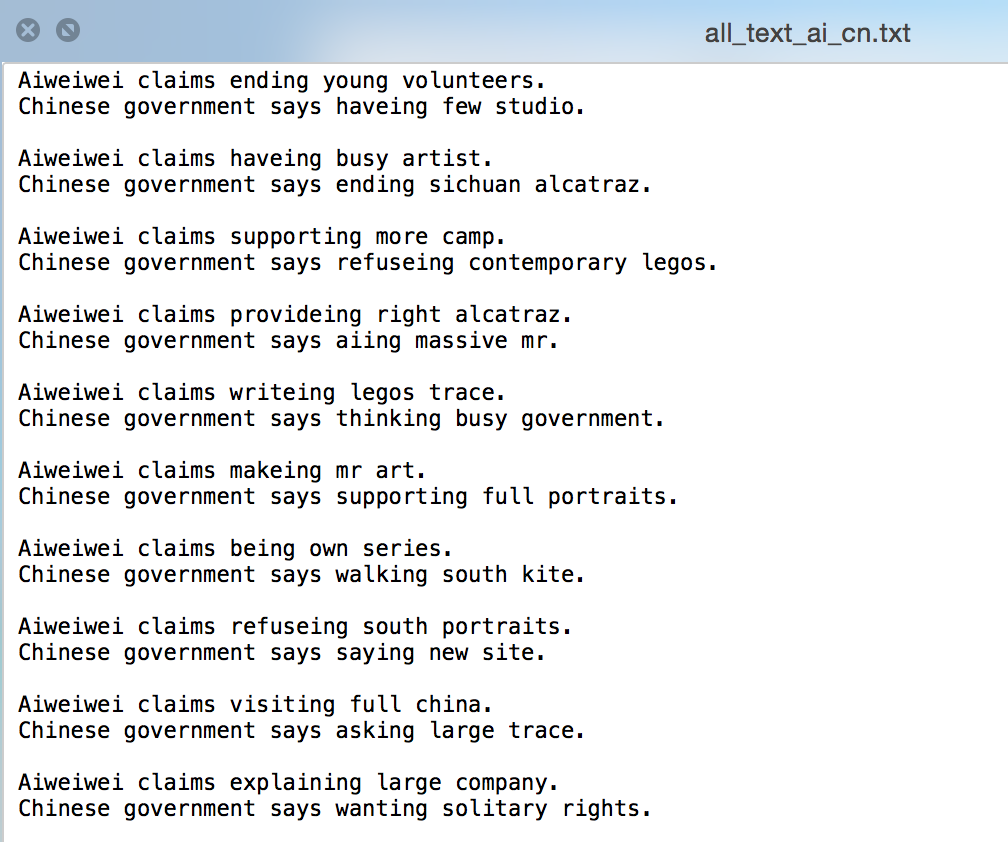 all_text_ai_cn.txt
Aiweiwei claims ending young volunteers.
Chinese government says haveing few studio.
Aiweiwei claims haveing busy artist.
Chinese government says ending sichuan alcatraz.
Aiweiwei claims supporting more camp.
Chinese government says refuseing contemporary legos.
Aiweiwei claims provideing right alcatraz.
Chinese government says aiing massive mr.
Aiweiwei claims writeing legos trace.
Chinese government says thinking busy government.
Aiweiwei claims makeing mr art.
Chinese government says supporting full portraits.
Aiweiwei claims being own series.
Chinese government says walking south kite.
Aiweiwei claims refuseing south portraits.
Chinese government says saying new site.
Aiweiwei claims visiting full china.
Chinese government says asking large trace.
Aiweiwei claims explaining large company.
Chinese government says wanting solitary rights.